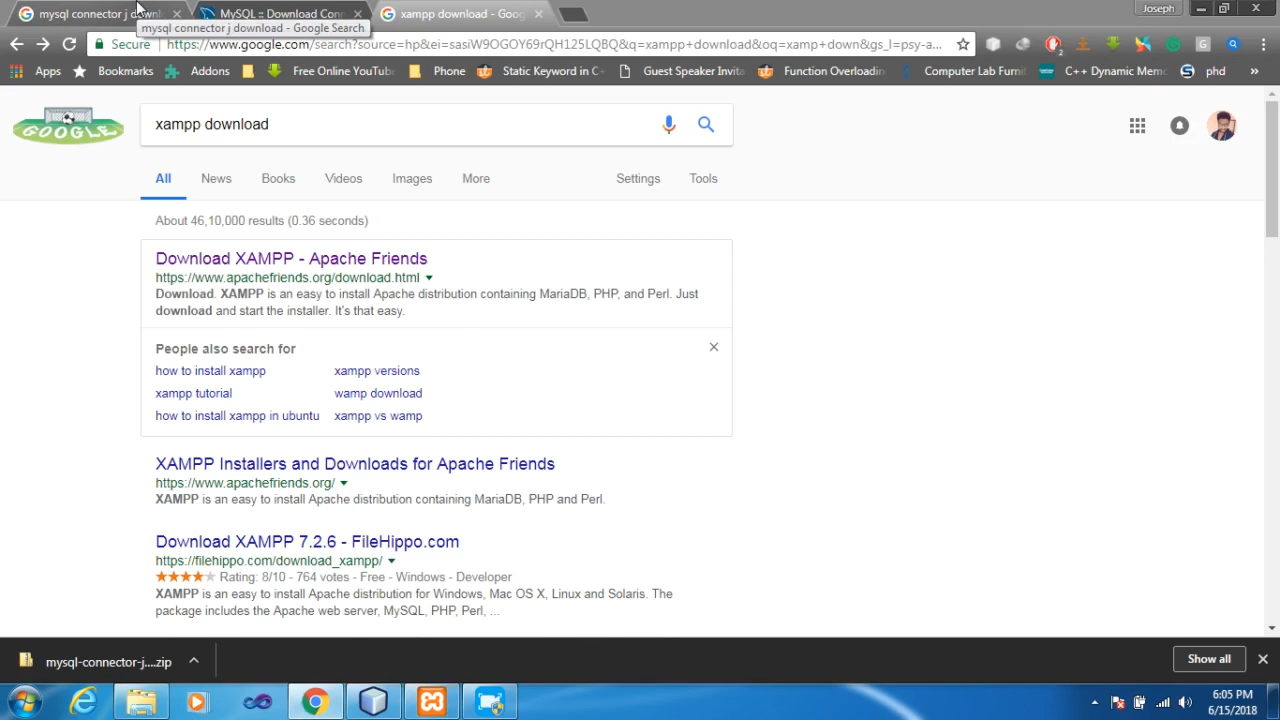 mysql connector j downl
MySQL :: Download Conn
xampp download - Goog
Joseph
mysql connector j download - Google Search
Secure
https://www.google.com/search?source=hp&ei=sasiW9OGOY69rQH125LQBQ&q=xampp+download&oq=xamp+down&gs_l=psy-a...
Apps
Bookmarks
Addons
Free Online YouTube
Phone
Static Keyword in C+
Guest Speaker Invita
Function Overloadin
Computer Lab Furnit
C++ Dynamic Memo
phd
»
GOOGLE
xampp download
All
News
Books
Videos
Images
More
Settings
Tools
About 46,10,000 results (0.36 seconds)
Download XAMPP - Apache Friends
https://www.apachefriends.org/download.html
Download. XAMPP is an easy to install Apache distribution containing MariaDB, PHP, and Perl. Just
download and start the installer. It's that easy.
People also search for
how to install xampp
xampp versions
xampp tutorial
wamp download
how to install xampp in ubuntu
xampp vs wamp
XAMPP Installers and Downloads for Apache Friends
https://www.apachefriends.org/
XAMPP is an easy to install Apache distribution containing MariaDB, PHP and Perl.
Download XAMPP 7.2.6 - FileHippo.com
https://filehippo.com/download_xampp/
Rating: 8/10 - 764 votes - Free - Windows - Developer
XAMPP is an easy to install Apache distribution for Windows, Mac OS X, Linux and Solaris. The
package includes the Apache web server, MySQL, PHP, Perl, ...
mysql-connector-j....zip
Show all
6:05 PM
6/15/2018